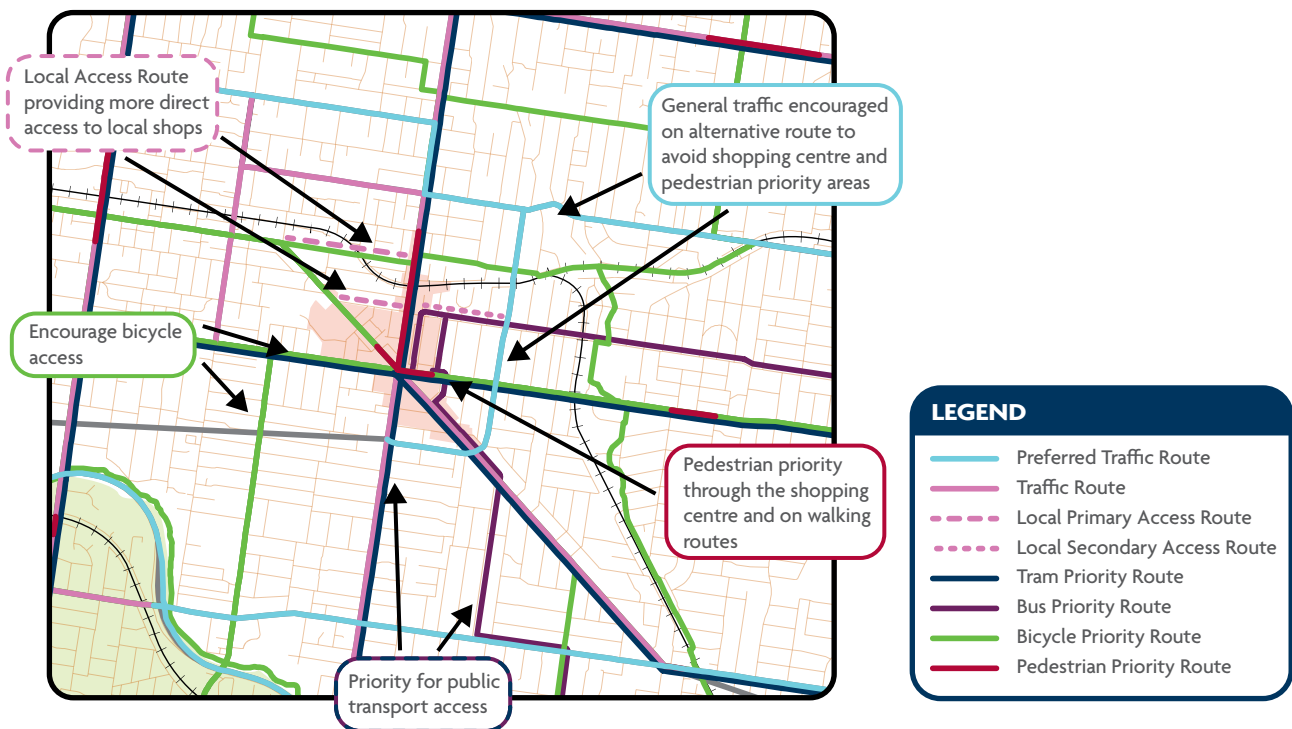 Local Access Route
providing more direct
access to local shops
General traffic encouraged
on alternative route to
avoid shopping centre and
pedestrian priority areas
Encourage bicycle
access
Pedestrian priority
through the shopping
centre and on walking
routes
Priority for public
transport access
LEGEND
Preferred Traffic Route
Traffic Route
Local Primary Access Route
Local Secondary Access Route
Tram Priority Route
Bus Priority Route
Bicycle Priority Route
Pedestrian Priority Route